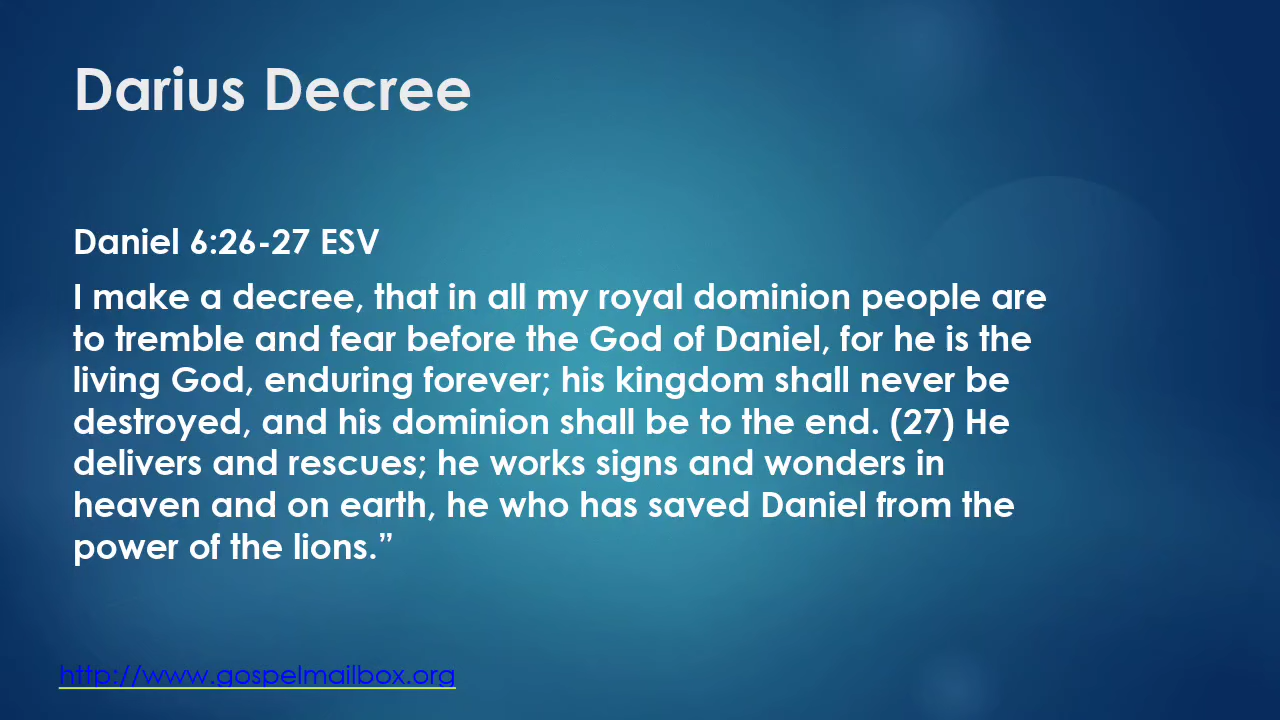 Darius Decree
Daniel 6:26-27 ESV
I make a decree, that in all my royal dominion people are
to tremble and fear before the God of Daniel, for he is the
living God, enduring forever; his kingdom shall never be
destroyed, and his dominion shall be to the end. (27) He
delivers and rescues; he works signs and wonders in
heaven and on earth, he who has saved Daniel from the
power of the lions.”
http://www.gospelmailbox.org